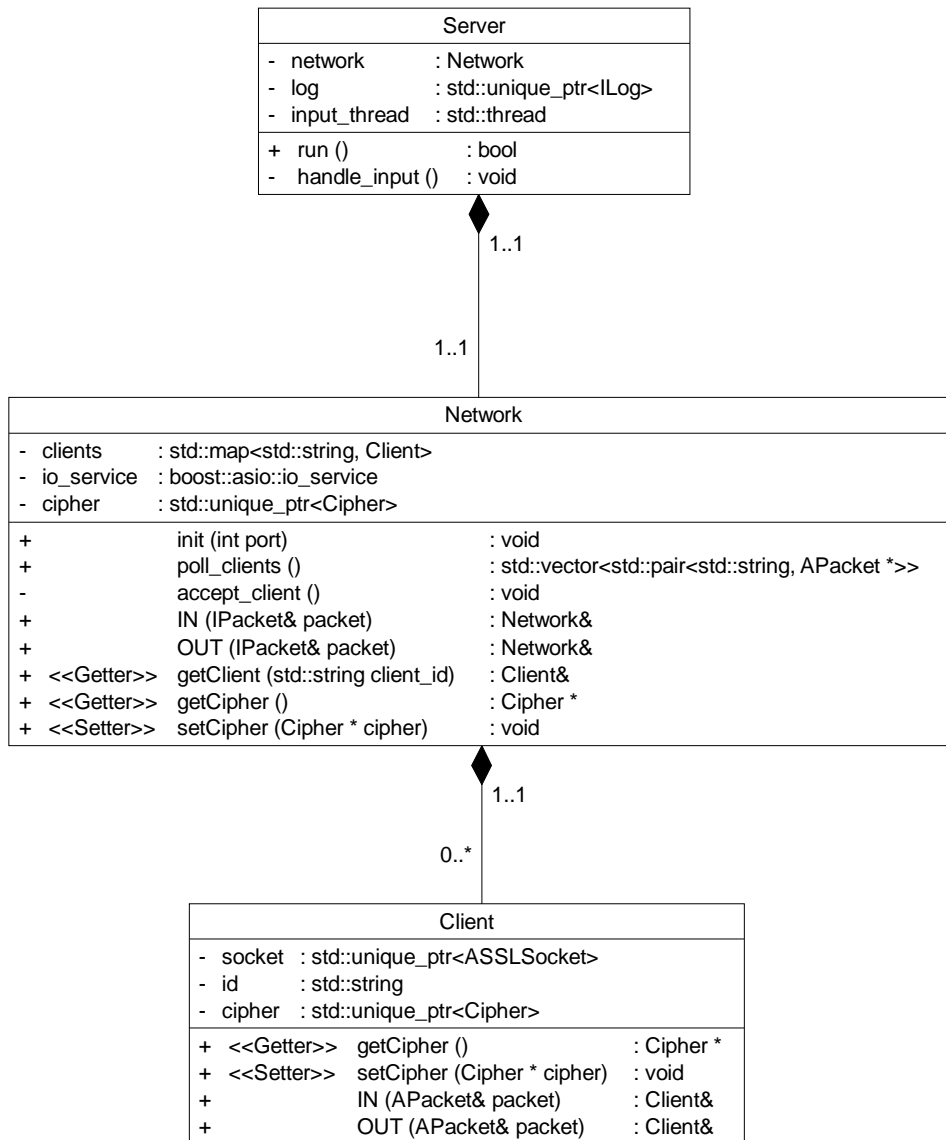 Server
- network : Network
- log : std::unique_ptr<ILog>
- input_thread : std::thread
+ run () : bool
- handle_input () : void
1..1
1..1
Network
- clients : std::map<std::string, Client>
- io_service : boost::asio::io_service
- cipher : std::unique_ptr<Cipher>
+ init (int port) : void
+ poll_clients () : std::vector<std::pair<std::string, APacket *>>
- accept_client () : void
+ IN (IPacket& packet) : Network&
+ OUT (IPacket& packet) : Network&
+ <<Getter>> getClient (std::string client_id) : Client&
+ <<Getter>> getCipher () : Cipher *
+ <<Setter>> setCipher (Cipher * cipher) : void
1..1
0..*
Client
- socket : std::unique_ptr<ASSLSocket>
- id : std::string
- cipher : std::unique_ptr<Cipher>
+ <<Getter>> getCipher () : Cipher *
+ <<Setter>> setCipher (Cipher * cipher) : void
+ IN (APacket& packet) : Client&
+ OUT (APacket& packet) : Client&